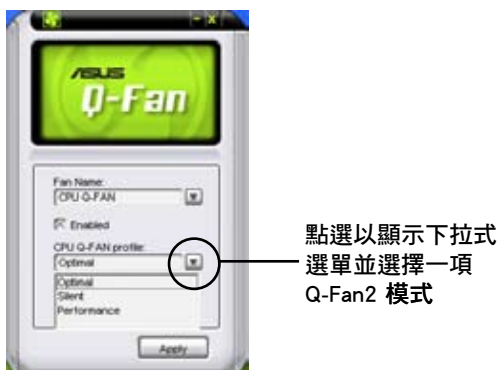 - x
ASUS
Q-Fan
Fan Name:
CPU Q-FAN
Enabled
CPU Q-FAN profile:
Optimal
Optimal
Silent
Performance
Apply
點選以顯示下拉式
選單並選擇一項
Q-Fan2 模式